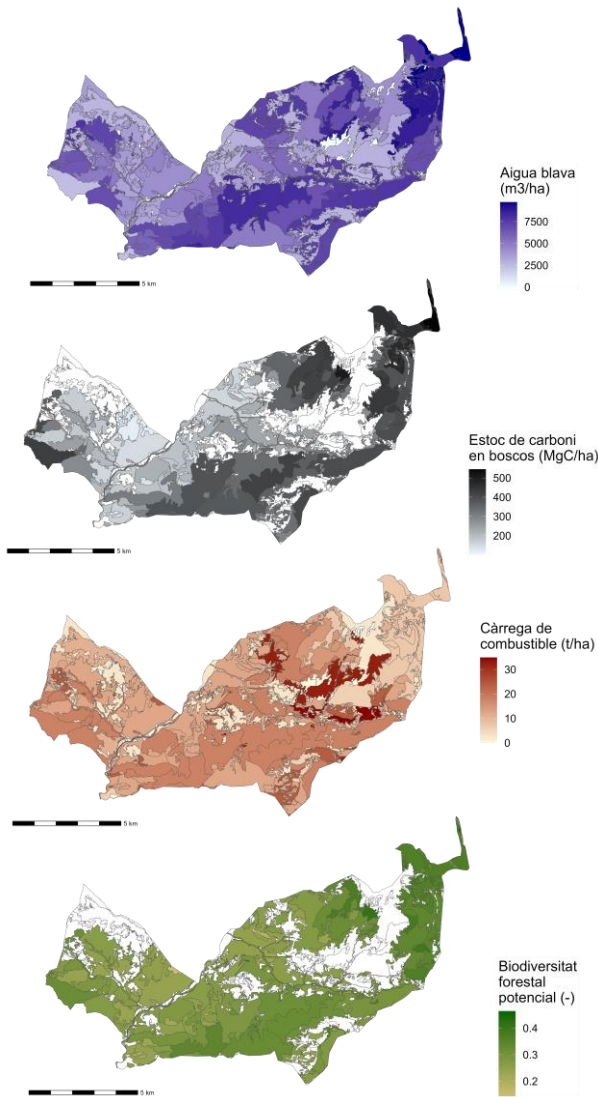 Aigua blava
(m3/ha)
7500
5000
2500
0
5 km
Estoc de carboni
en boscos (MgC/ha)
500
400
300
200
5 km
Càrrega de
combustible (t/ha)
30
20
10
0
5 km
Biodiversitat
forestal
potencial (-)
0.4
0.3
0.2
5 km